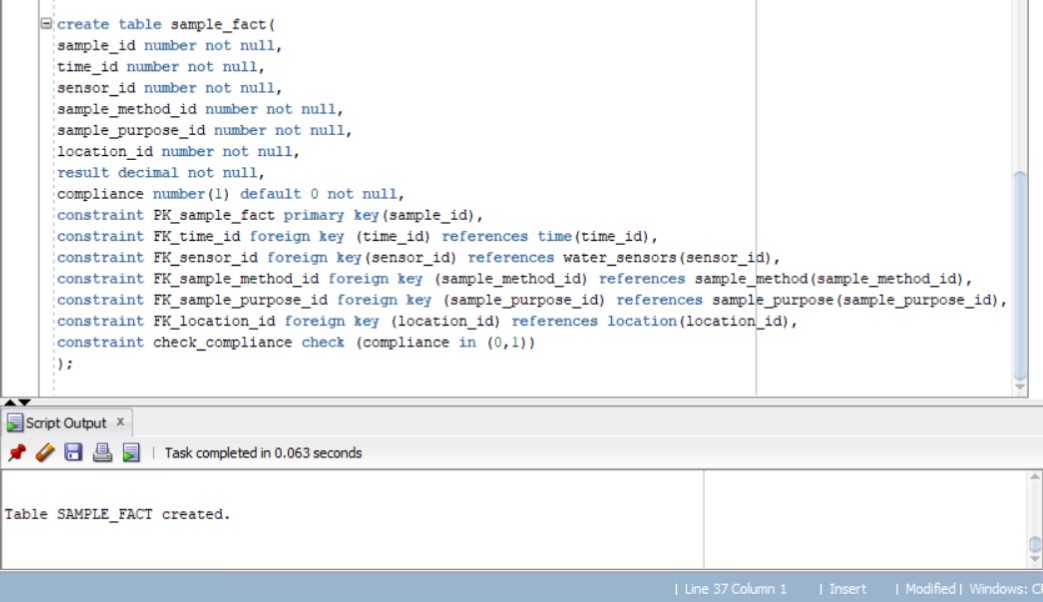 create table sample_fact(
sample_id number not null,
time_id number not null,
sensor_id number not null,
sample_method_id number not null,
sample_purpose_id number not null,
location_id number not null,
result decimal not null,
compliance number(1) default 0 not null,
constraint PK_sample_fact primary key(sample_id),
constraint FK_time_id foreign key (time_id) references time(time_id),
constraint FK_sensor_id foreign key(sensor_id) references water_sensors(sensor_id),
constraint FK_sample_method_id foreign key (sample_method_id) references sample_method(sample_method_id),
constraint FK_sample_purpose_id foreign key (sample_purpose_id) references sample_purpose(sample_purpose_id),
constraint FK_location_id foreign key (location_id) references location(location_id),
constraint check_compliance check (compliance in (0,1))
);
Script Output x
| Task completed in 0.063 seconds
Table SAMPLE_FACT created.
| Line 37 Column 1 | Insert | Modified | Windows: